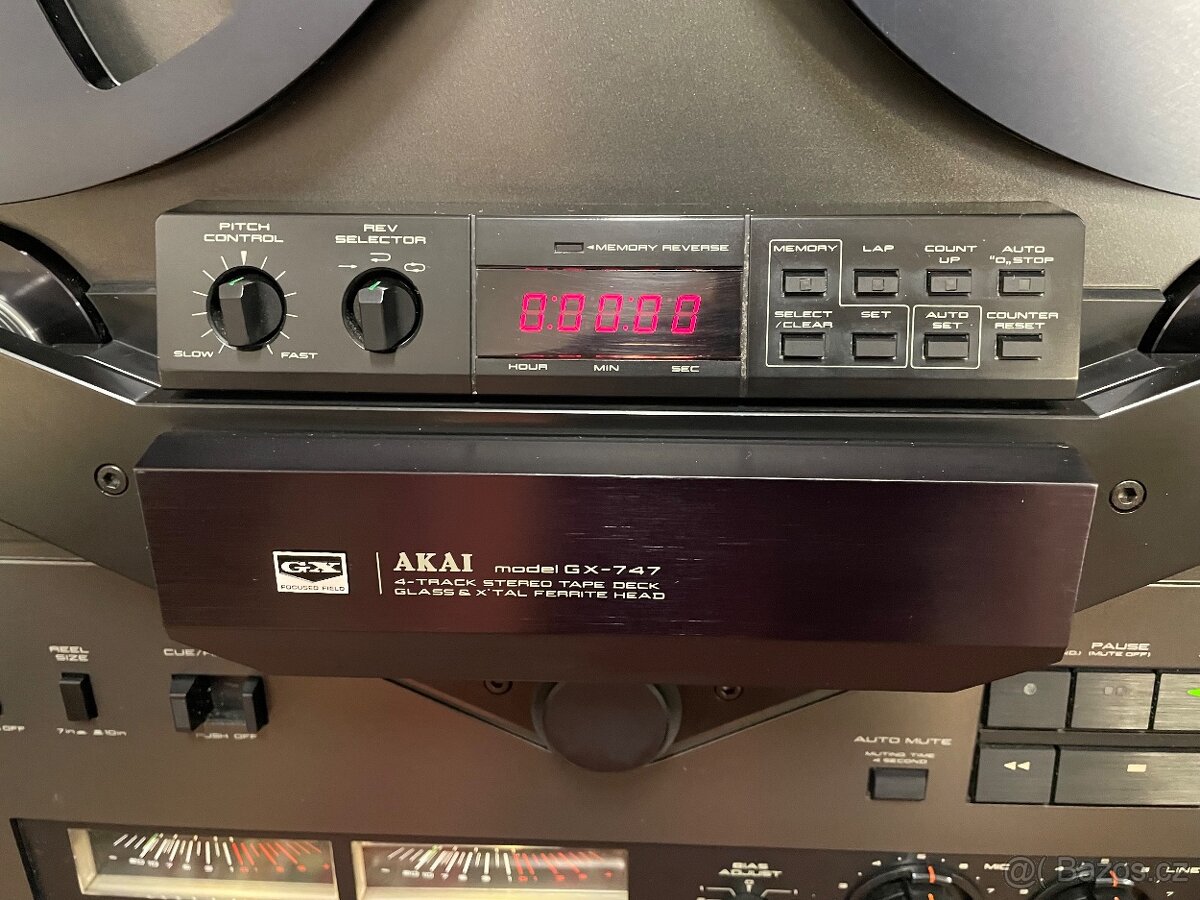 PITCH
CONTROL
SLOW
FAST
REV
SELECTOR
MEMORY REVERSE
0:00:00
HOUR MIN SEC
MEMORY
LAP
COUNT
UP
AUTO
"0" STOP
SELECT
/CLEAR
SET
AUTO
SET
COUNTER
RESET
GX
FOCUSED FIELD
AKAI model GX-747
4-TRACK STEREO TAPE DECK
GLASS & X'TAL FERRITE HEAD
REEL
SIZE
7in 10in
CUE/
PUSH OFF
PAUSE
(MUTE OFF)
AUTO MUTE
MUTING TIME
4 SECOND
BIAS
ADJUST
MIC
LINE
Bazos.cz